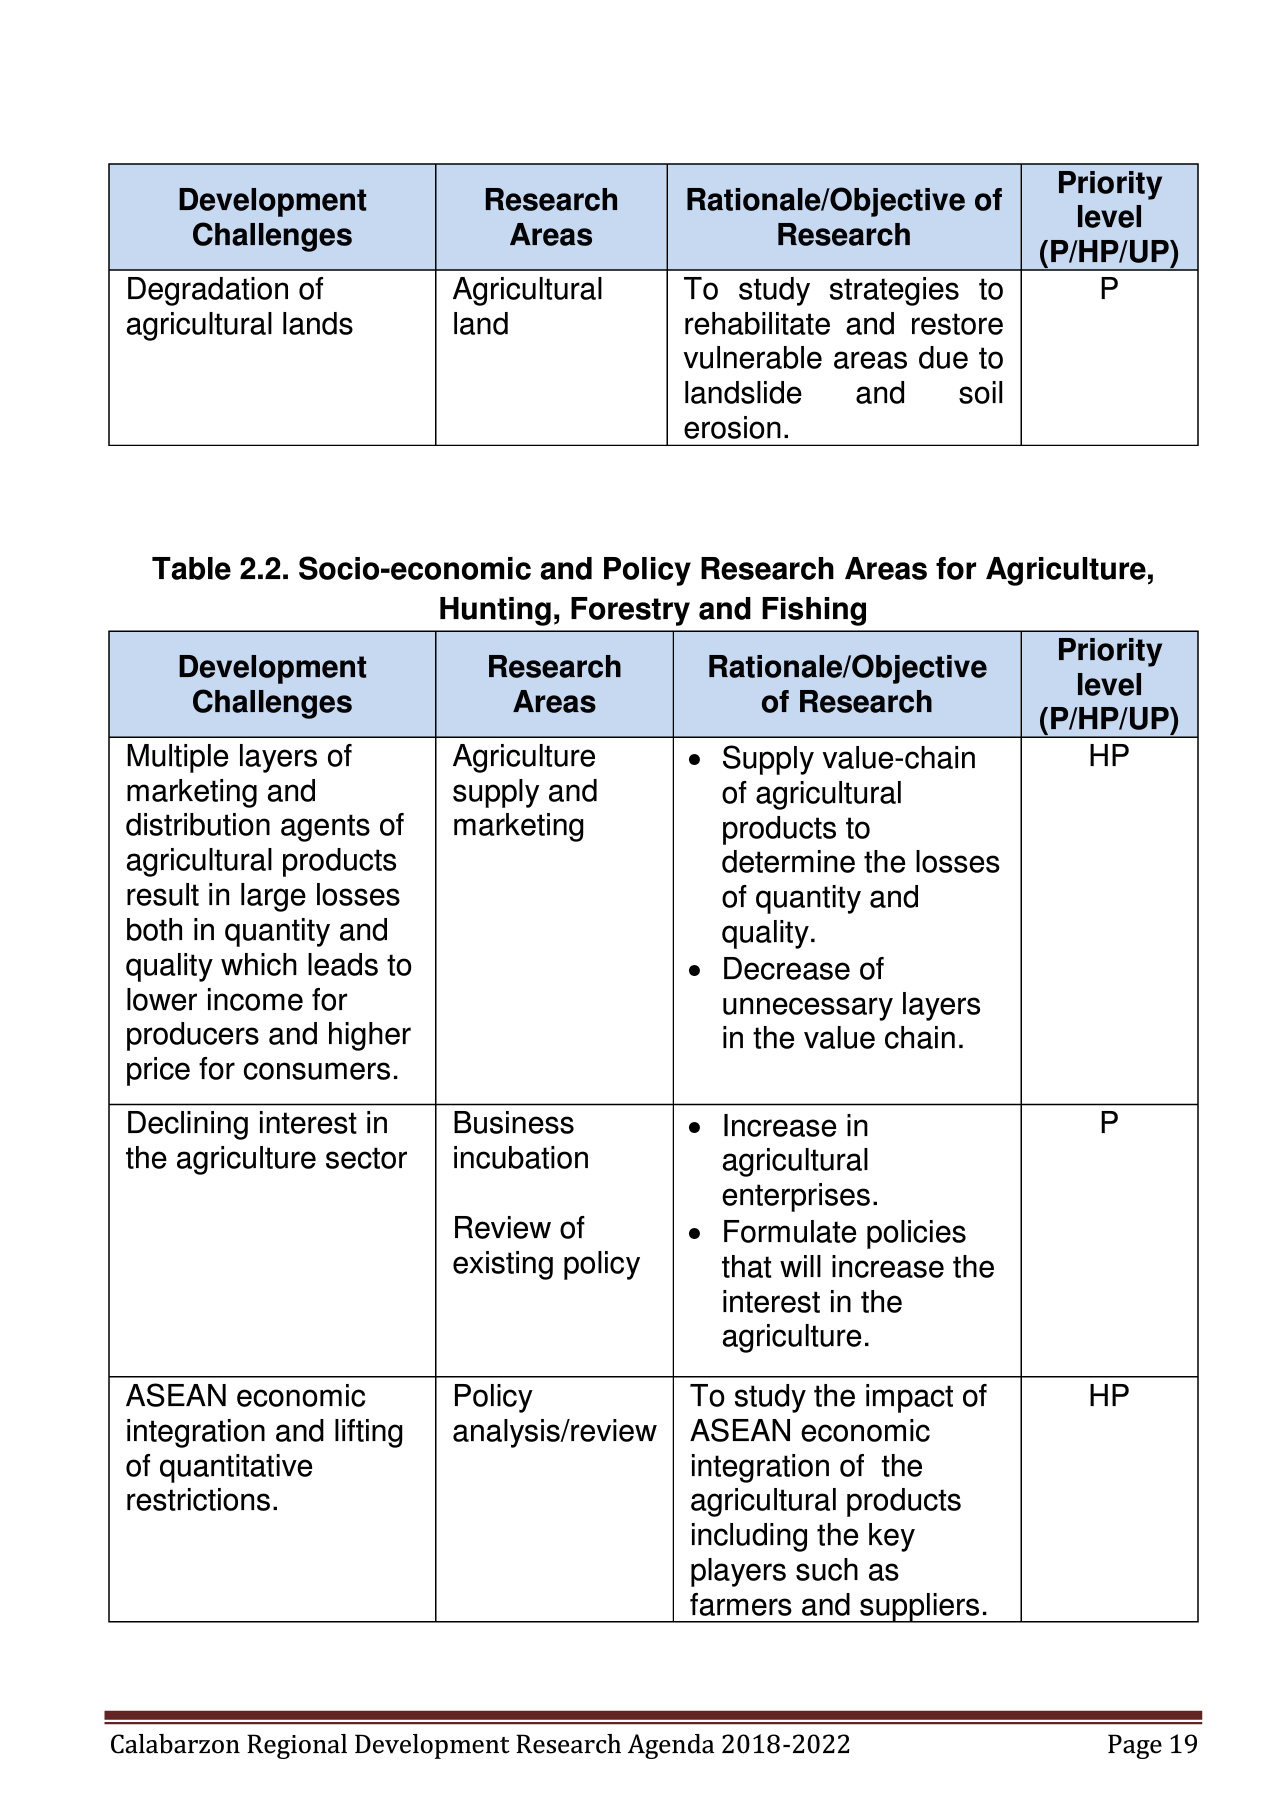 Development Challenges
Research Areas
Rationale/Objective of Research
Priority level (P/HP/UP)
Degradation of
agricultural lands
Agricultural
land
To study strategies to
rehabilitate and restore
vulnerable areas due to
landslide and soil
erosion.
P
Table 2.2. Socio-economic and Policy Research Areas for Agriculture,
Hunting, Forestry and Fishing
Development
Challenges
Research
Areas
Rationale/Objective
of Research
Priority
level
(P/HP/UP)
Multiple layers of
marketing and
distribution agents of
agricultural products
result in large losses
both in quantity and
quality which leads to
lower income for
producers and higher
price for consumers.
Agriculture
supply and
marketing
• Supply value-chain
of agricultural
products to
determine the losses
of quantity and
quality.
• Decrease of
unnecessary layers
in the value chain.
HP
Declining interest in
the agriculture sector
Business
incubation
Review of
existing policy
• Increase in
agricultural
enterprises.
• Formulate policies
that will increase the
interest in the
agriculture.
P
ASEAN economic
integration and lifting
of quantitative
restrictions.
Policy
analysis/review
To study the impact of
ASEAN economic
integration of  the
agricultural products
including the key
players such as
farmers and suppliers.
HP
Calabarzon Regional Development Research Agenda 2018-2022
Page 19